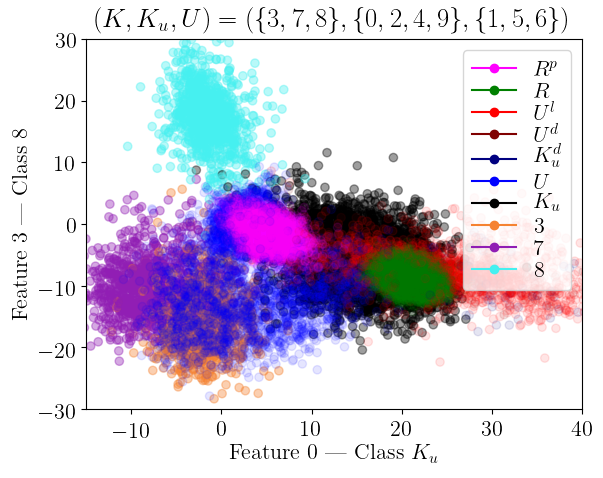 (K, K_u, U) = ({3, 7, 8}, {0, 2, 4, 9}, {1, 5, 6})
Feature 3 — Class 8
30
20
10
0
−10
−20
−30
−10
0
10
20
30
40
Feature 0 — Class K_u
R^p
R
U^l
U^d
K_u^d
U
K_u
3
7
8